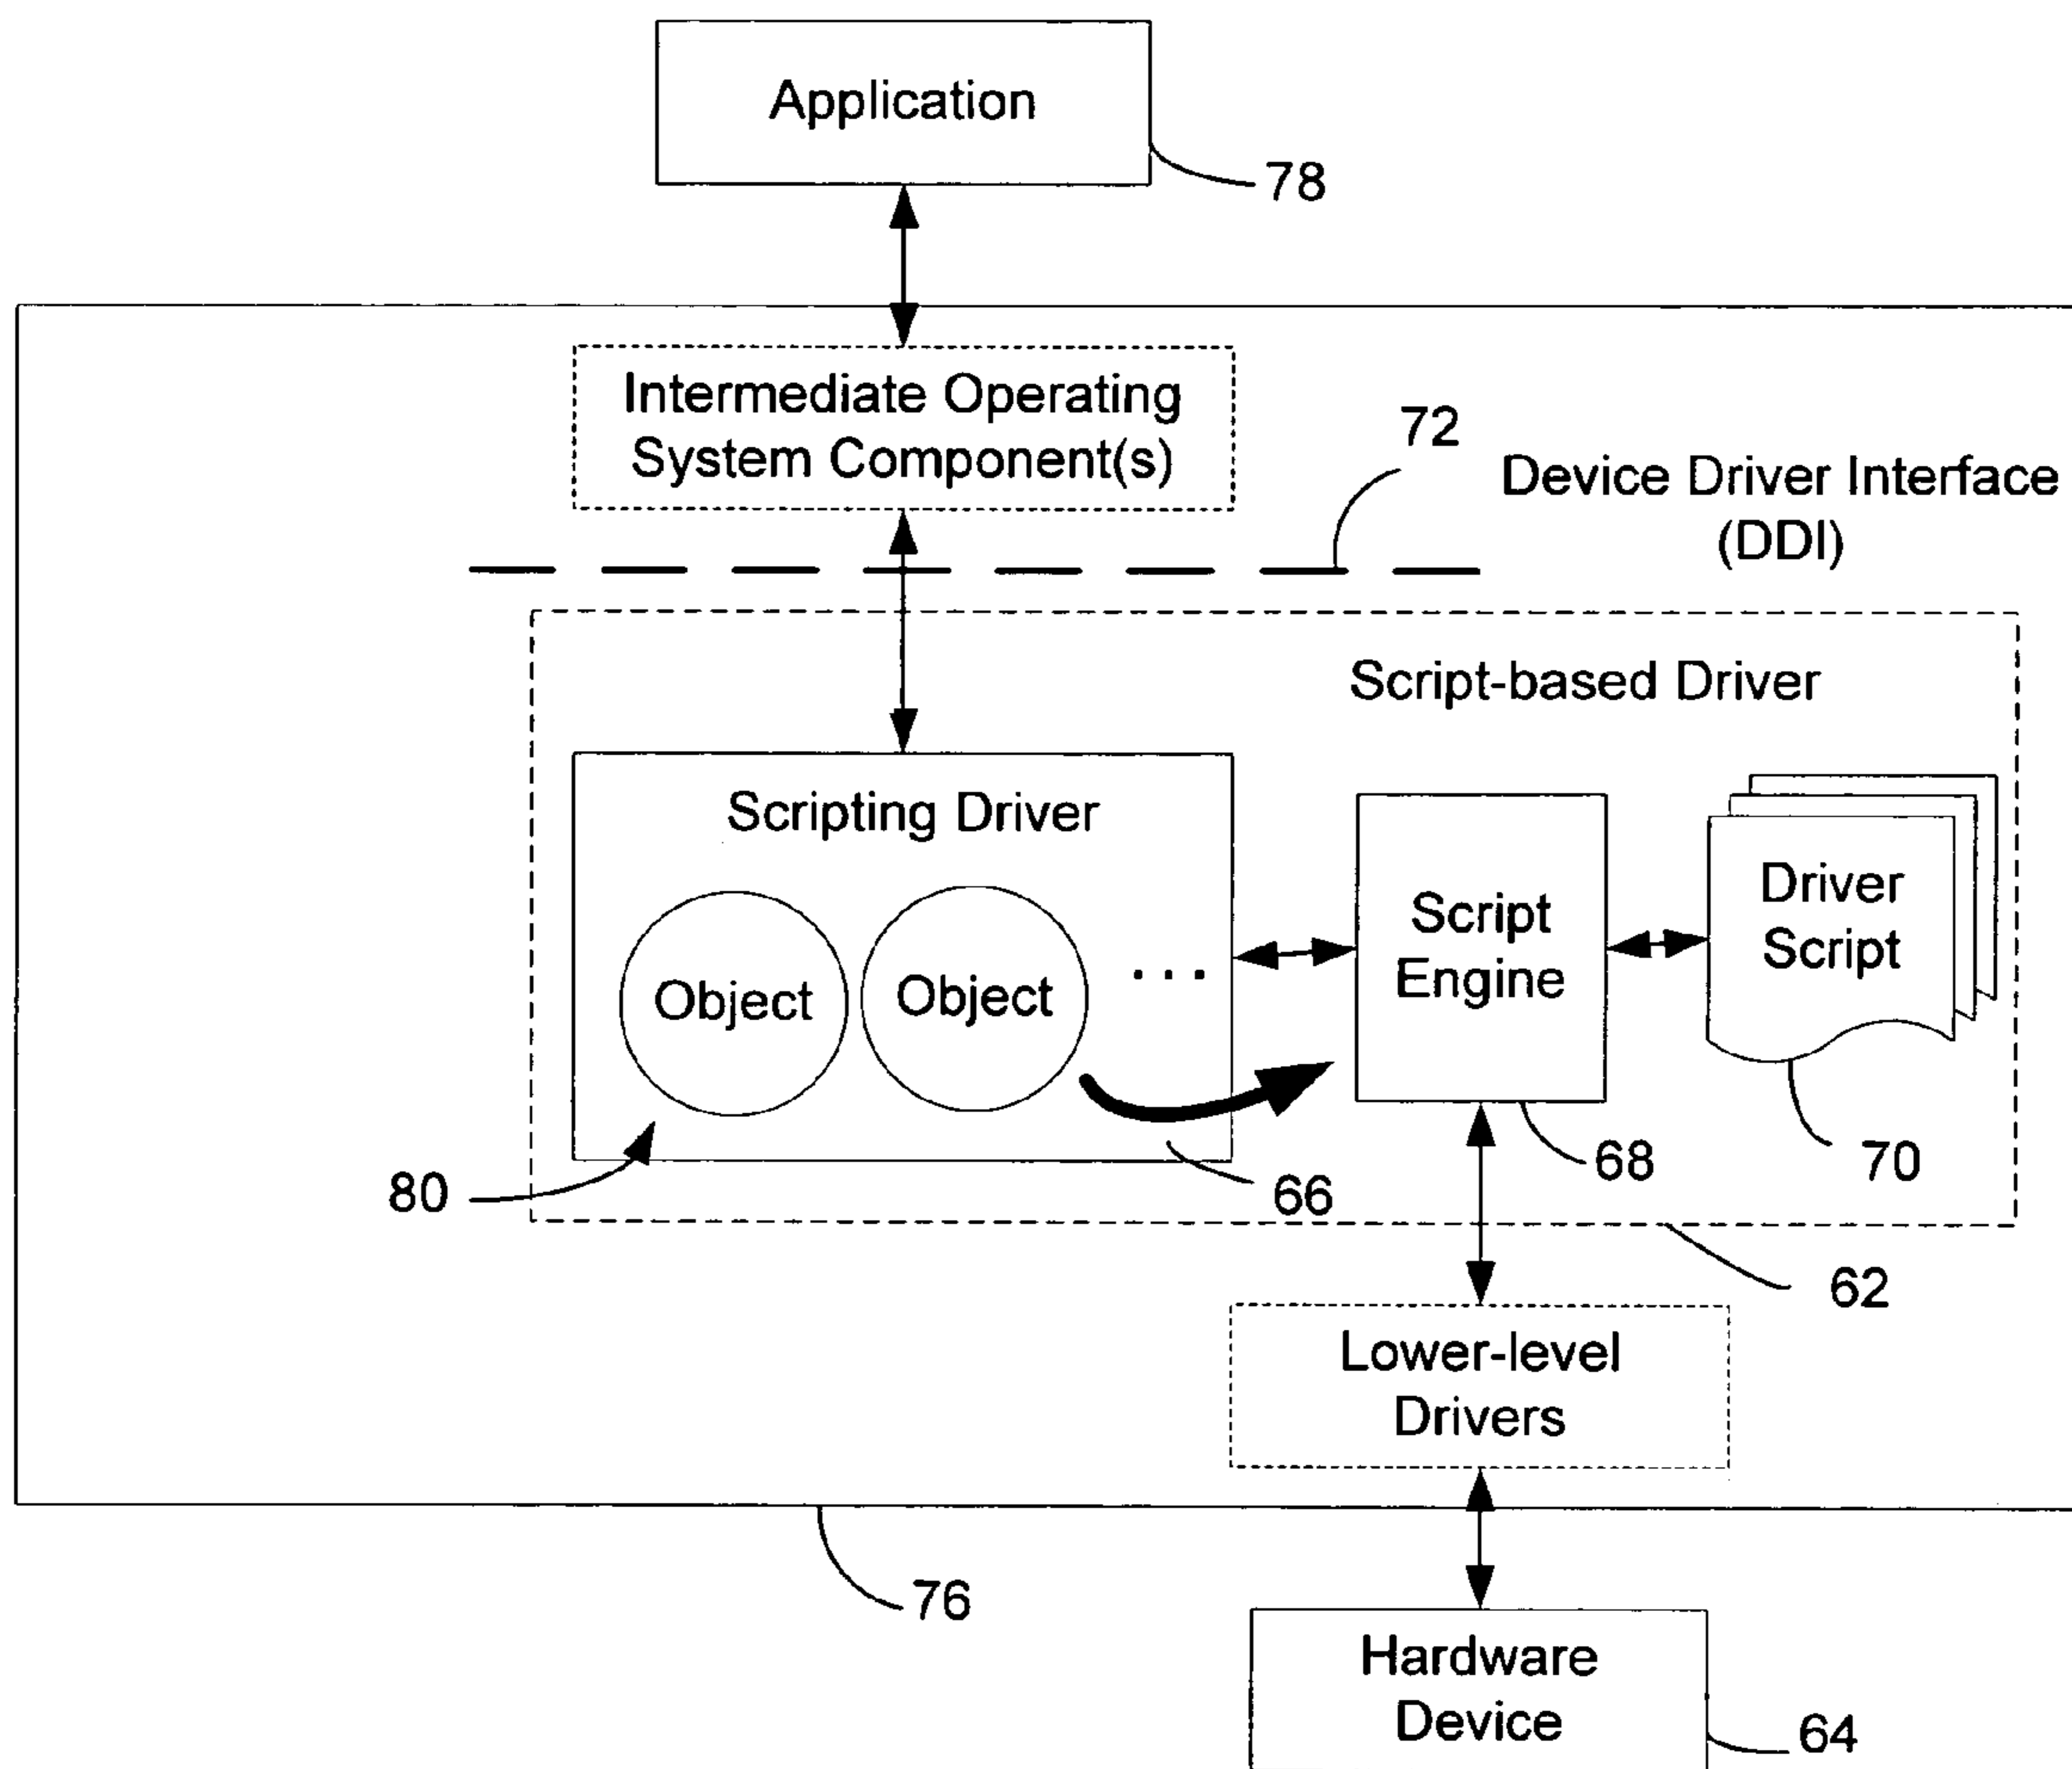 Application
78
Intermediate Operating
System Component(s)
72
Device Driver Interface
(DDI)
Script-based Driver
Scripting Driver
Object
Object
...
Script
Engine
Driver
Script
80
66
68
70
62
Lower-level
Drivers
76
Hardware
Device
64